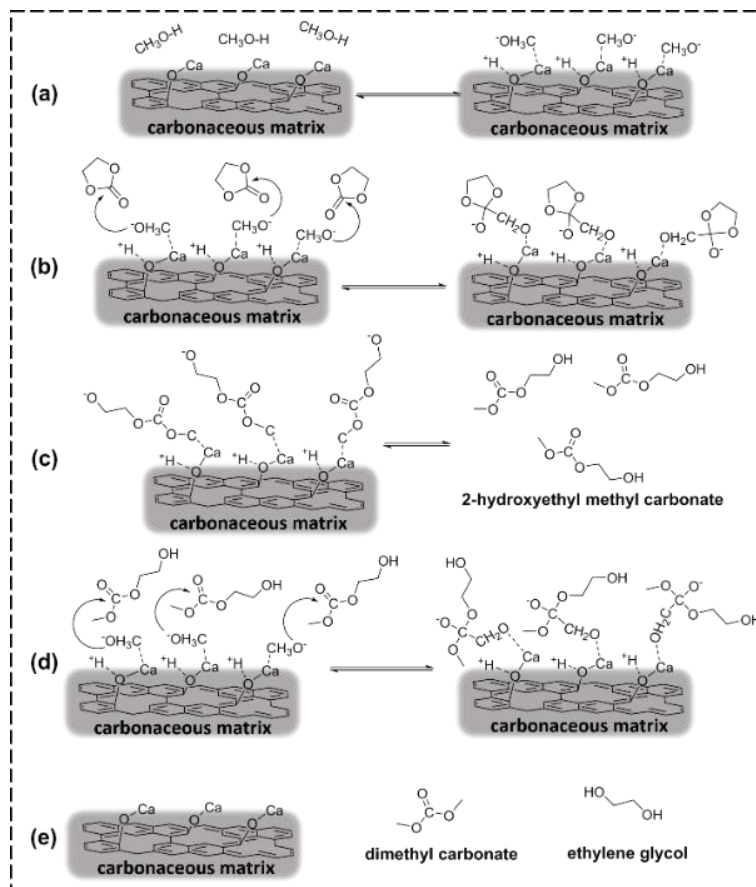 (a)
CH₃O-H CH₃O-H CH₃O-H
O Ca O Ca O Ca
carbonaceous matrix
⁻OH₃C CH₃O⁻ CH₃O⁻
⁺H O Ca ⁺H O Ca ⁺H O Ca
carbonaceous matrix
(b)
O O O O O O O O O
⁻OH₃C CH₃O⁻ CH₃O⁻
⁺H O Ca ⁺H O Ca ⁺H O Ca
carbonaceous matrix
O O ⁻O CH₂O O O ⁻O CH₂O OH₂C O O O⁻
⁺H O Ca ⁺H O Ca ⁺H O Ca
carbonaceous matrix
(c)
⁻O O O O C ⁻O O O O C ⁻O O O O C
⁺H O Ca ⁺H O Ca ⁺H O Ca
carbonaceous matrix
O O O OH
O O O OH
O O O OH
2-hydroxyethyl methyl carbonate
(d)
O O O OH O O O OH O O O OH
⁻OH₃C ⁻OH₃C CH₃O⁻
⁺H O Ca ⁺H O Ca ⁺H O Ca
carbonaceous matrix
HO O ⁻O C CH₂O O ⁻O C O OH O CH₂O O C O⁻ O OH OH₂C
⁺H O Ca ⁺H O Ca ⁺H O Ca
carbonaceous matrix
(e)
O Ca O Ca O Ca
carbonaceous matrix
O O O
dimethyl carbonate
HO OH
ethylene glycol